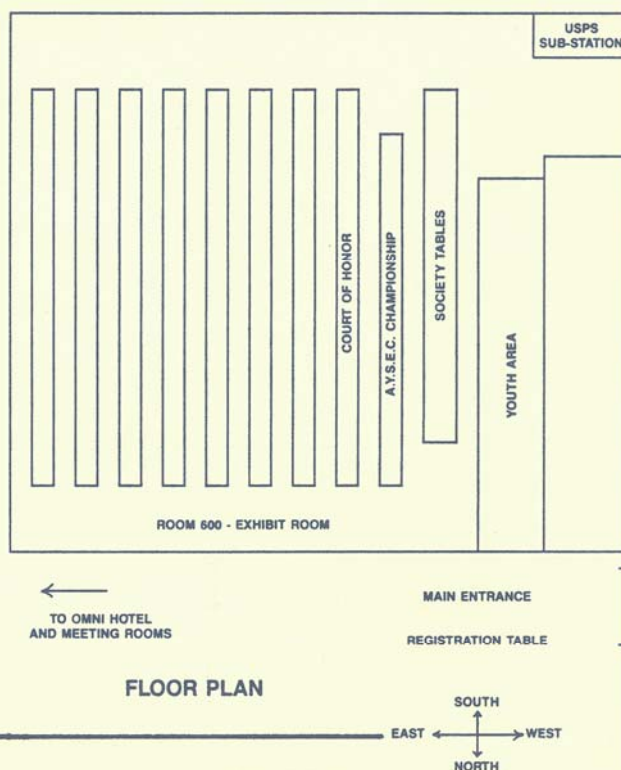 USPS
SUB-STATION
COURT OF HONOR
A.Y.S.E.C. CHAMPIONSHIP
SOCIETY TABLES
YOUTH AREA
ROOM 600 - EXHIBIT ROOM
TO OMNI HOTEL
AND MEETING ROOMS
MAIN ENTRANCE
REGISTRATION TABLE
FLOOR PLAN
SOUTH
EAST
WEST
NORTH